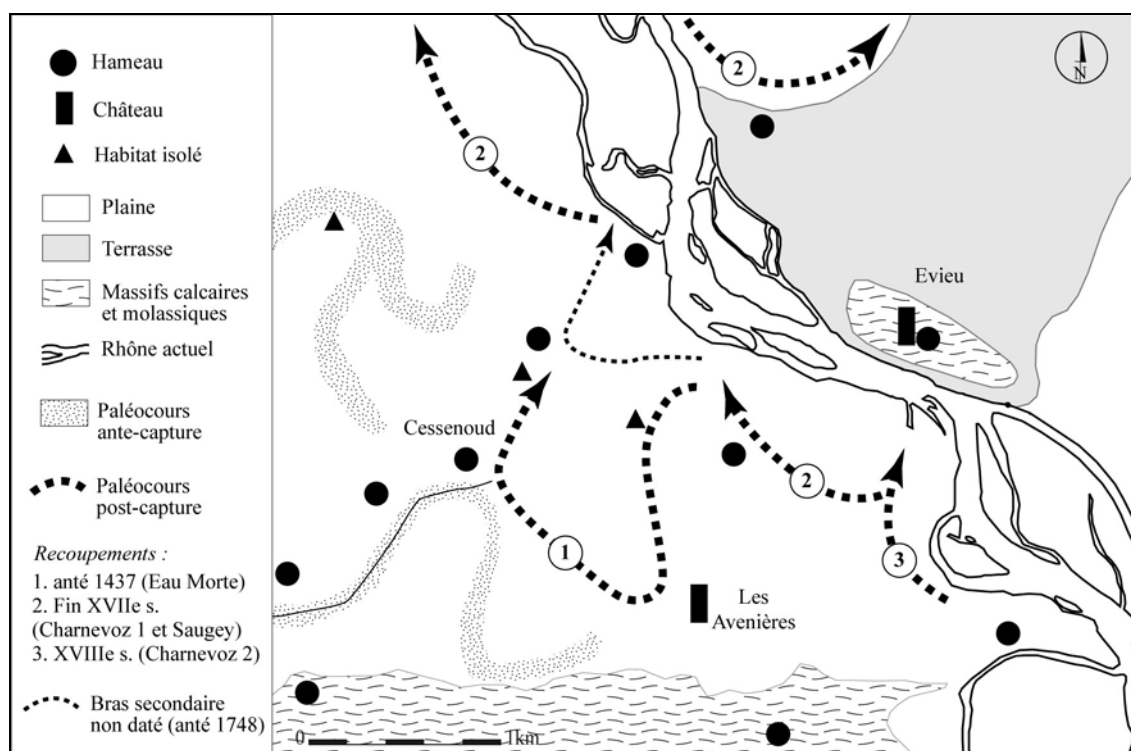 Hameau
Château
Habitat isolé
Plaine
Terrasse
Massifs calcaires
et molassiques
Rhône actuel
Paléocours
ante-capture
Paléocours
post-capture
Recoupements :
1. anté 1437 (Eau Morte)
2. Fin XVIIe s.
(Charnevoz 1 et Saugey)
3. XVIIIe s. (Charnevoz 2)
Bras secondaire
non daté (anté 1748)
2
N
2
Evieu
Cessenoud
2
1
3
Les
Avenières
0 1km